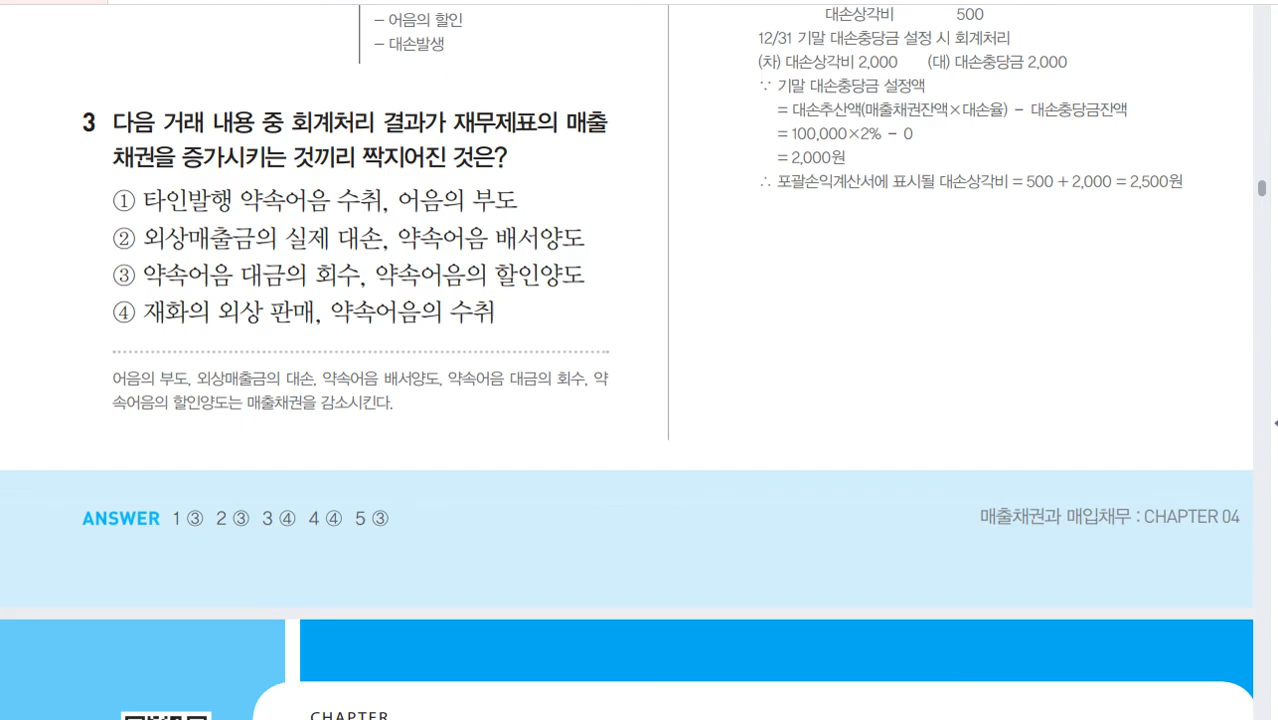 – 어음의 할인
– 대손발생
3 다음 거래 내용 중 회계처리 결과가 재무제표의 매출
채권을 증가시키는 것끼리 짝지어진 것은?
① 타인발행 약속어음 수취, 어음의 부도
② 외상매출금의 실제 대손, 약속어음 배서양도
③ 약속어음 대금의 회수, 약속어음의 할인양도
④ 재화의 외상 판매, 약속어음의 수취
어음의 부도, 외상매출금의 대손, 약속어음 배서양도, 약속어음 대금의 회수, 약
속어음의 할인양도는 매출채권을 감소시킨다.
대손상각비 500
12/31 기말 대손충당금 설정 시 회계처리
(차) 대손상각비 2,000 (대) 대손충당금 2,000
∵ 기말 대손충당금 설정액
= 대손추산액(매출채권잔액×대손율) – 대손충당금잔액
= 100,000×2% – 0
= 2,000원
∴ 포괄손익계산서에 표시될 대손상각비 = 500 + 2,000 = 2,500원
ANSWER 1 ③ 2 ③ 3 ④ 4 ④ 5 ③
매출채권과 매입채무 : CHAPTER 04
CHAPTER